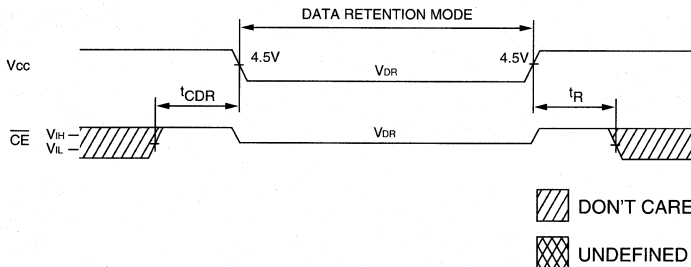 DATA RETENTION MODE
4.5V
4.5V
Vcc
VDR
tCDR
tR
CE
VIH
VIL
VDR
DON'T CARE
UNDEFINED